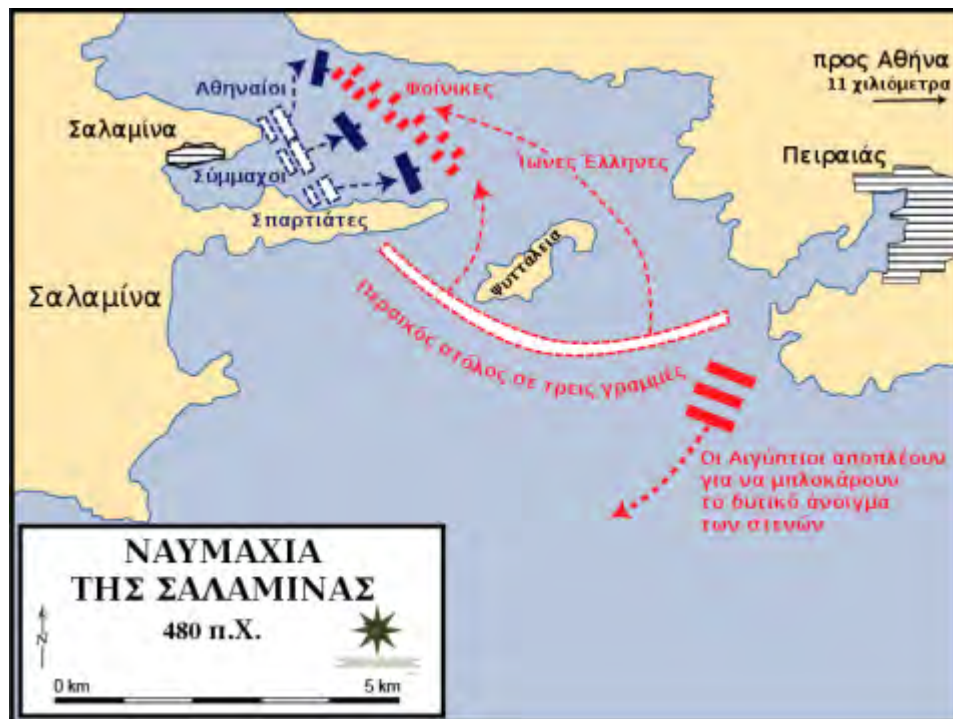 προς Αθήνα
11 χιλιόμετρα
Αθηναίοι
Φοίνικες
Σαλαμίνα
Ίωνες Έλληνες
Πειραιάς
Σύμμαχοι
Σπαρτιάτες
Ψυττάλεια
Σαλαμίνα
Περσικός στόλος σε τρεις γραμμές
Οι Αιγύπτιοι αποπλέουν
για να μπλοκάρουν
το δυτικό άνοιγμα
των στενών
ΝΑΥΜΑΧΙΑ
ΤΗΣ ΣΑΛΑΜΙΝΑΣ
480 π.Χ.
N
0 km
5 km